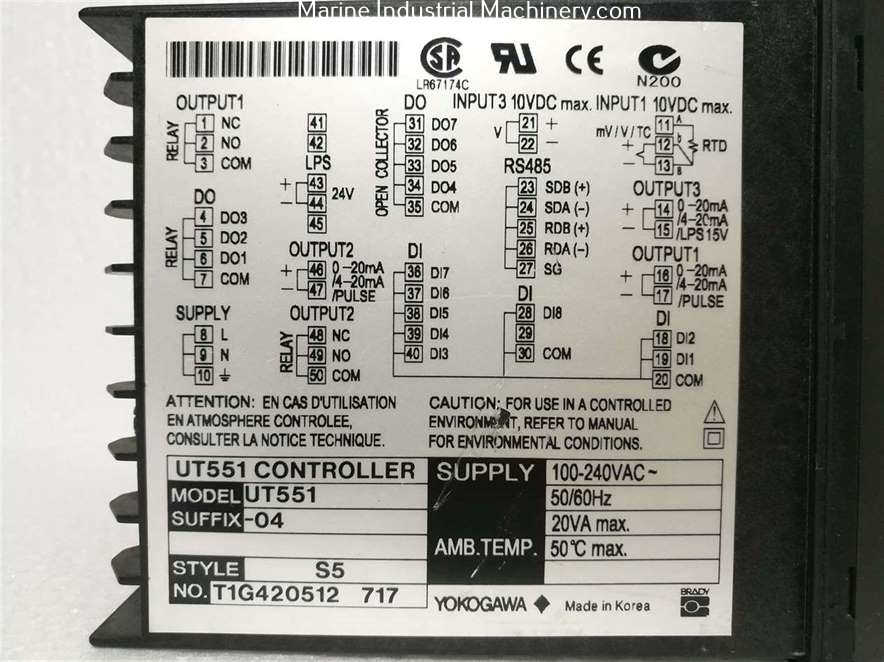 Marine Industrial Machinery.com
LR67174C
N200
OUTPUT1
RELAY
1 NC
2 NO
3 COM
DO
RELAY
4 DO3
5 DO2
6 DO1
7 COM
SUPPLY
8 L
9 N
10
41
42
LPS
+ 43
24V
- 44
45
OUTPUT2
+ 46 0-20mA
- 47 /4-20mA
/PULSE
OUTPUT2
RELAY
48 NC
49 NO
50 COM
DO
OPEN COLLECTOR
31 DO7
32 DO6
33 DO5
34 DO4
35 COM
DI
36 DI7
37 DI6
38 DI5
39 DI4
40 DI3
INPUT3 10VDC max.
V
21 +
22 -
RS485
23 SDB (+)
24 SDA (-)
25 RDB (+)
26 RDA (-)
27 SG
DI
28 DI8
29
30 COM
INPUT1 10VDC max.
mV/V/TC
11 A
+ 12 b
- 13 B
RTD
OUTPUT3
+ 14 0-20mA
/4-20mA
- 15 /LPS15V
OUTPUT1
+ 16 0-20mA
/4-20mA
- 17 /PULSE
DI
18 DI2
19 DI1
20 COM
ATTENTION: EN CAS D'UTILISATION
EN ATMOSPHERE CONTROLEE,
CONSULTER LA NOTICE TECHNIQUE.
CAUTION: FOR USE IN A CONTROLLED
ENVIRONMENT, REFER TO MANUAL
FOR ENVIRONMENTAL CONDITIONS.
UT551 CONTROLLER
MODEL UT551
SUFFIX -04
STYLE S5
NO. T1G420512 717
SUPPLY 100-240VAC~
50/60Hz
20VA max.
AMB.TEMP. 50°C max.
YOKOGAWA
Made in Korea
BRADY